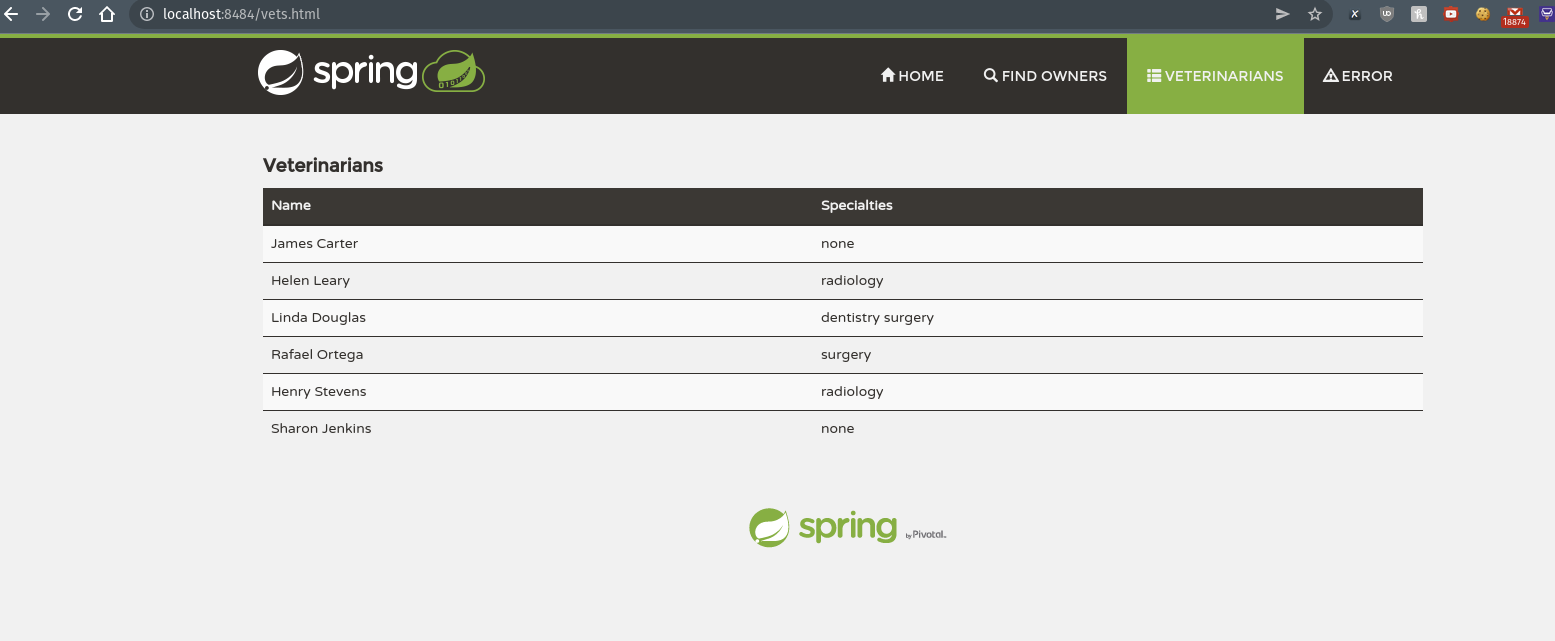 localhost:8484/vets.html
18874
spring
HOME FIND OWNERS VETERINARIANS ERROR
Veterinarians
Name Specialties
James Carter none
Helen Leary radiology
Linda Douglas dentistry surgery
Rafael Ortega surgery
Henry Stevens radiology
Sharon Jenkins none
spring by Pivotal